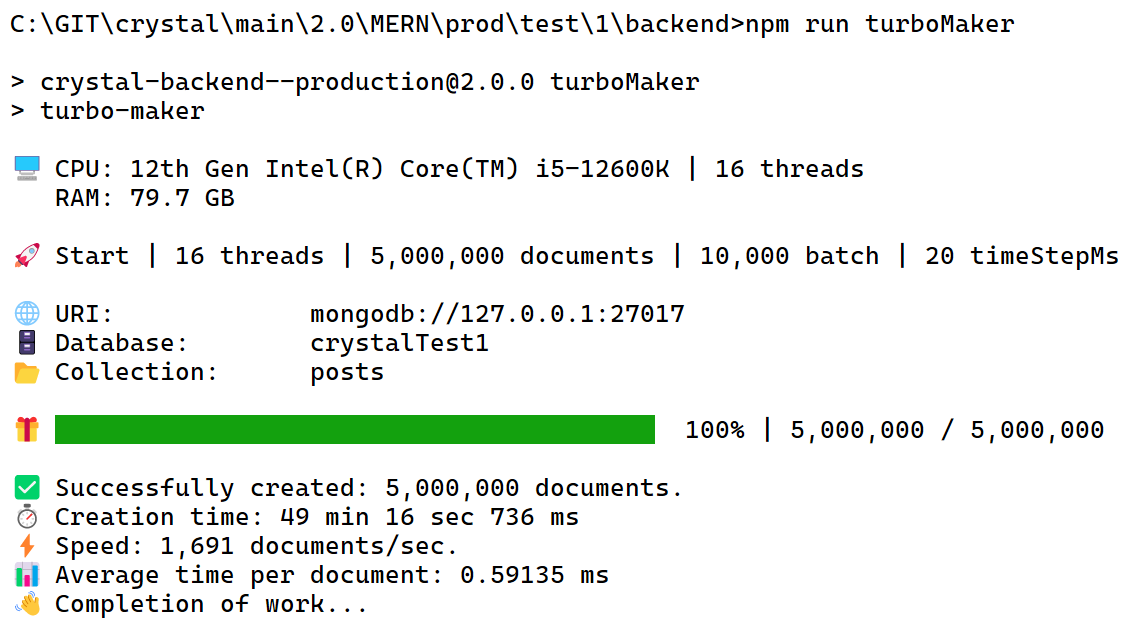 C:\GIT\crystal\main\2.0\MERN\prod\test\1\backend>npm run turboMaker
> crystal-backend--production@2.0.0 turboMaker
> turbo-maker
CPU: 12th Gen Intel(R) Core(TM) i5-12600K | 16 threads
RAM: 79.7 GB
Start | 16 threads | 5,000,000 documents | 10,000 batch | 20 timeStepMs
URI: mongodb://127.0.0.1:27017
Database: crystalTest1
Collection: posts
100% | 5,000,000 / 5,000,000
Successfully created: 5,000,000 documents.
Creation time: 49 min 16 sec 736 ms
Speed: 1,691 documents/sec.
Average time per document: 0.59135 ms
Completion of work...